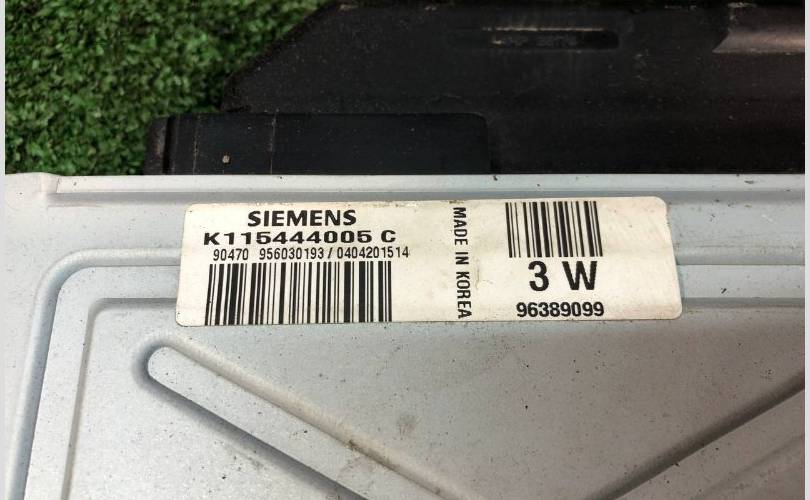 SIEMENS
K115444005 C
90470 956030193 / 0404201514
MADE IN KOREA
3 W
96389099